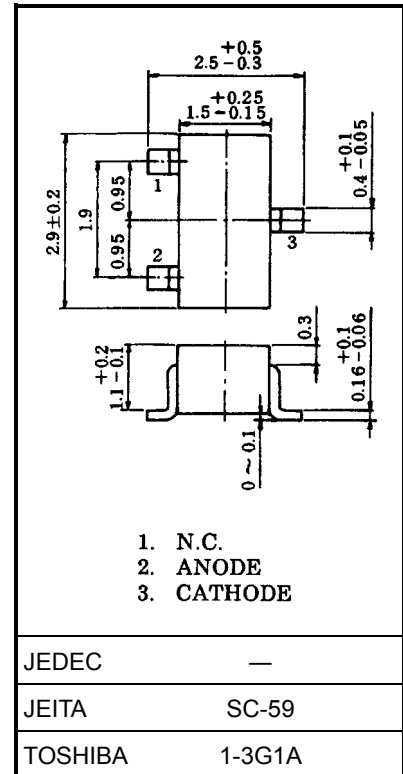 +0.5
2.5 −0.3
+0.25
1.5 −0.15
2.9±0.2
1.9
0.95
0.95
1
2
3
+0.1
0.4 −0.05
+0.2
1.1 −0.1
0.3
+0.1
0.16 −0.06
0 ~ 0.1
1. N.C.
2. ANODE
3. CATHODE
JEDEC —
JEITA SC-59
TOSHIBA 1-3G1A